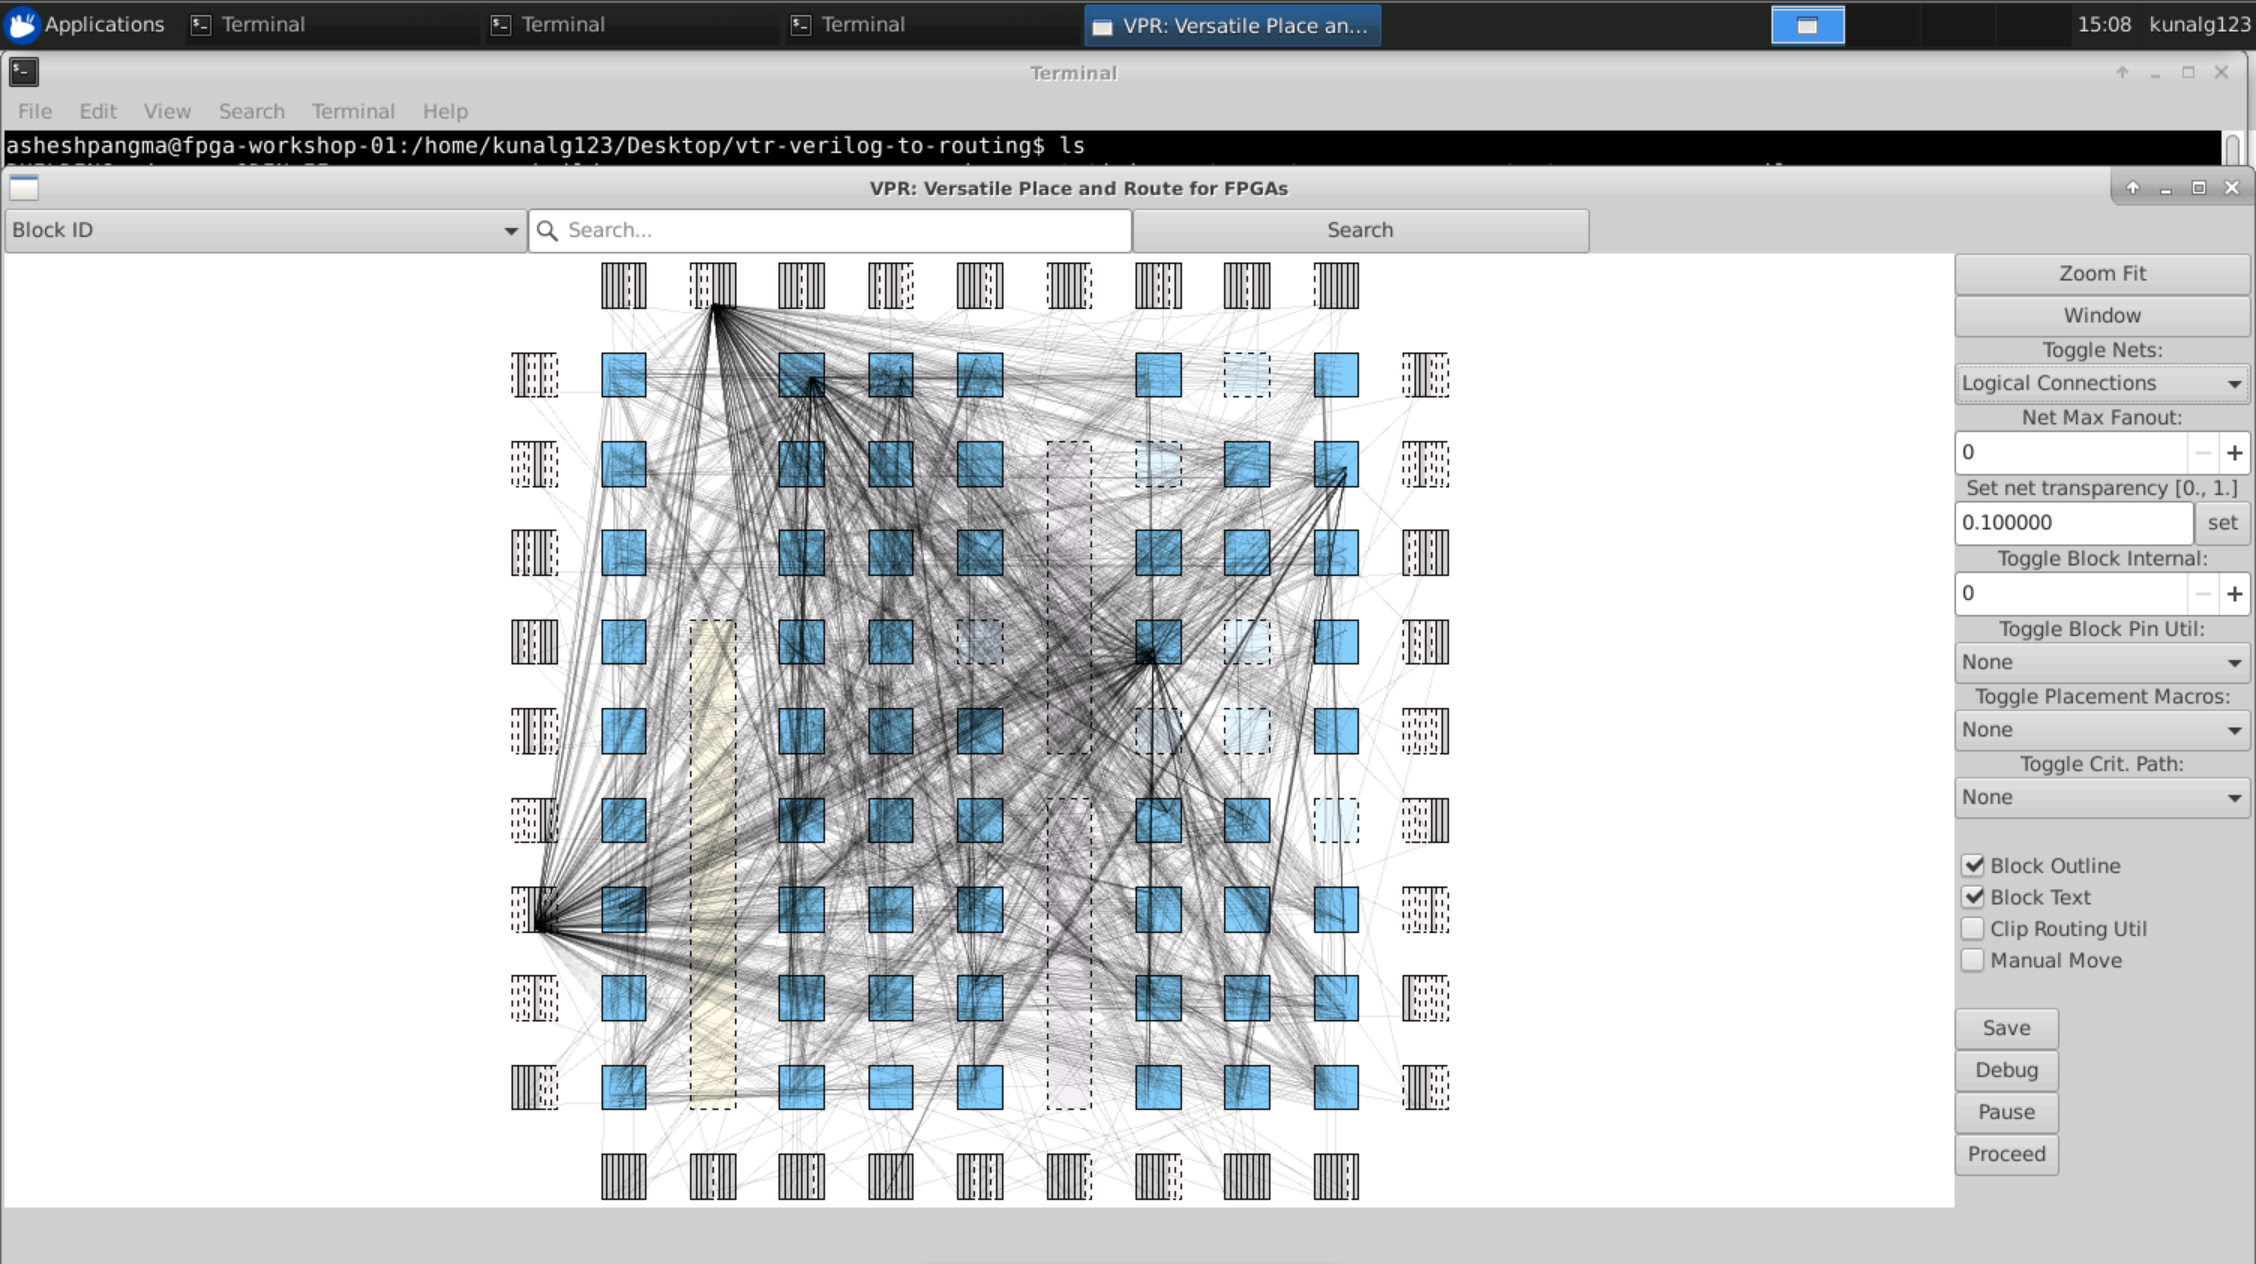 Applications
Terminal
Terminal
Terminal
VPR: Versatile Place an...
15:08
kunalg123
Terminal
File Edit View Search Terminal Help
asheshpangma@fpga-workshop-01:/home/kunalg123/Desktop/vtr-verilog-to-routing$ ls
VPR: Versatile Place and Route for FPGAs
Block ID
Search...
Search
Zoom Fit
Window
Toggle Nets:
Logical Connections
Net Max Fanout:
0
Set net transparency [0., 1.]
0.100000
set
Toggle Block Internal:
0
Toggle Block Pin Util:
None
Toggle Placement Macros:
None
Toggle Crit. Path:
None
Block Outline
Block Text
Clip Routing Util
Manual Move
Save
Debug
Pause
Proceed